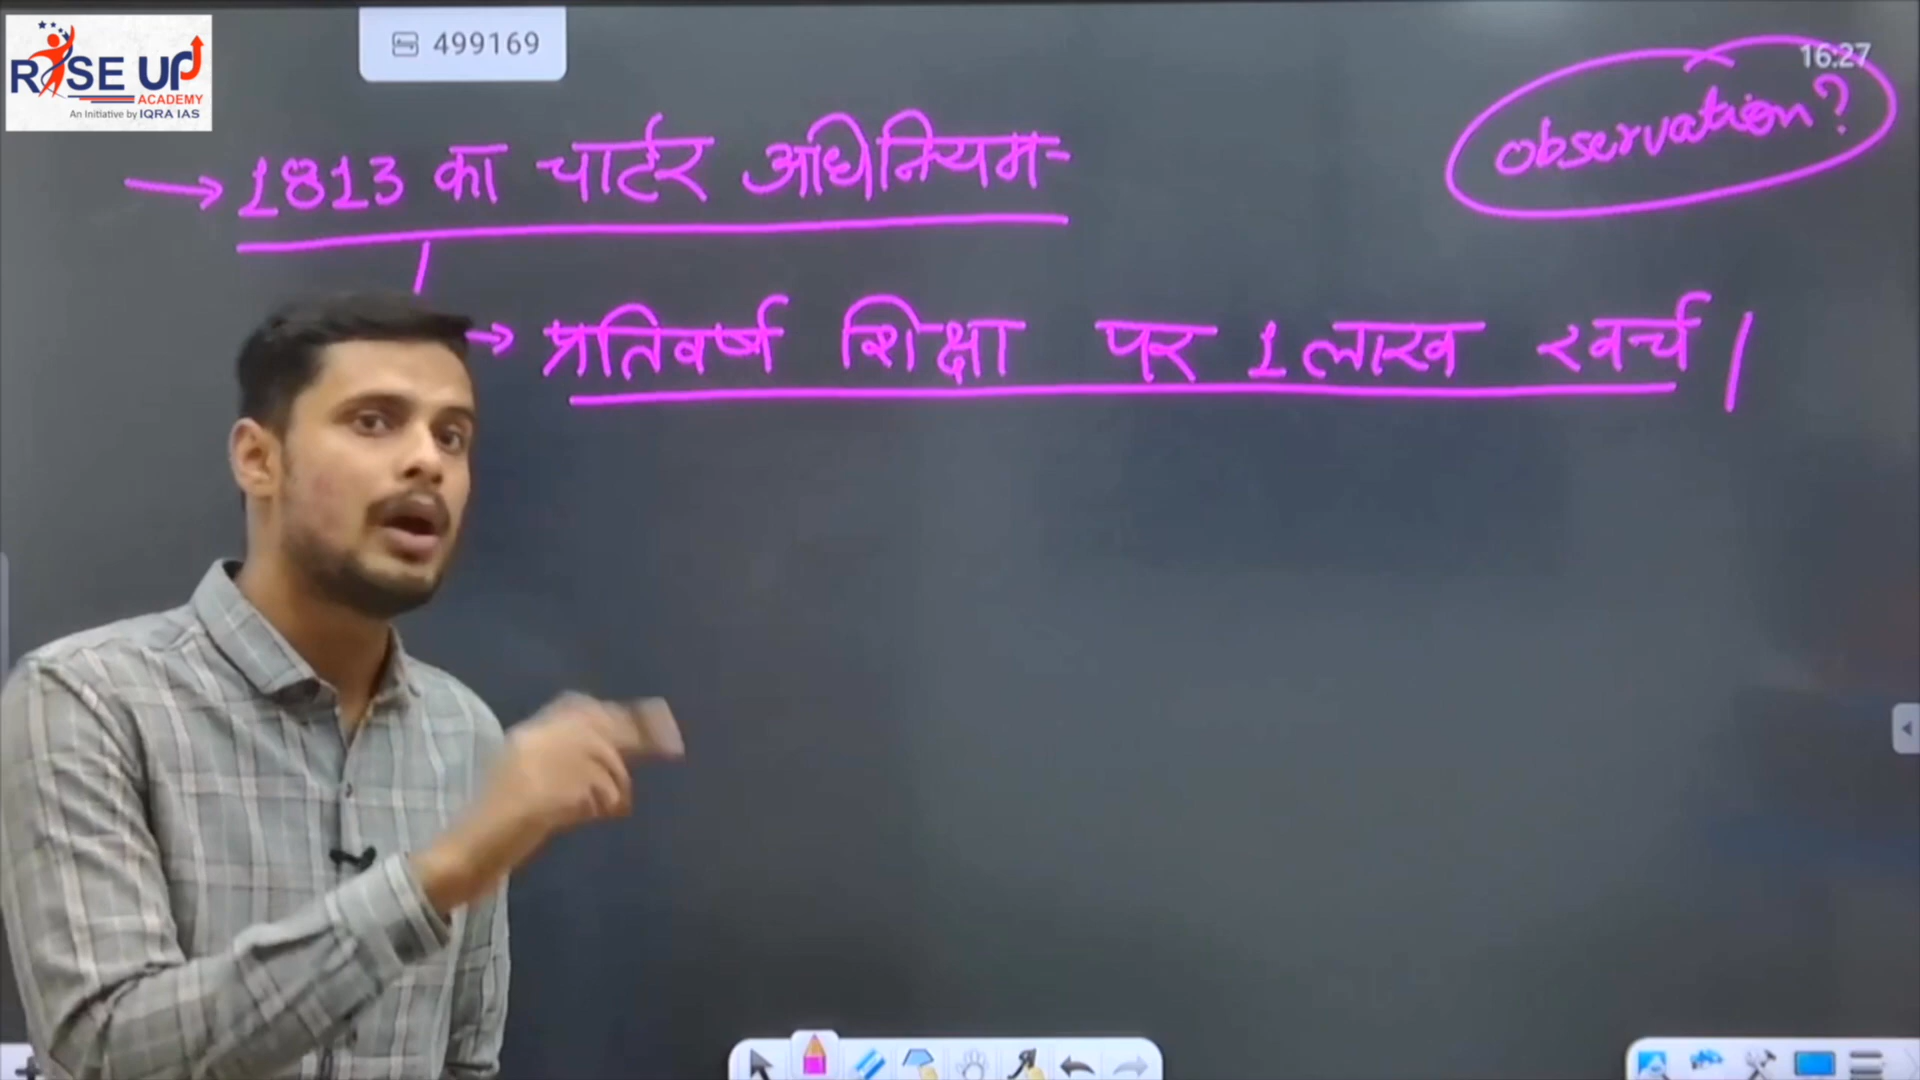 RISE UP
ACADEMY
An Initiative by IQRA IAS
499169
16:27
observation?
→ 1813 का चार्टर अधिनियम-
→ प्रतिवर्ष शिक्षा पर 1 लाख खर्च |